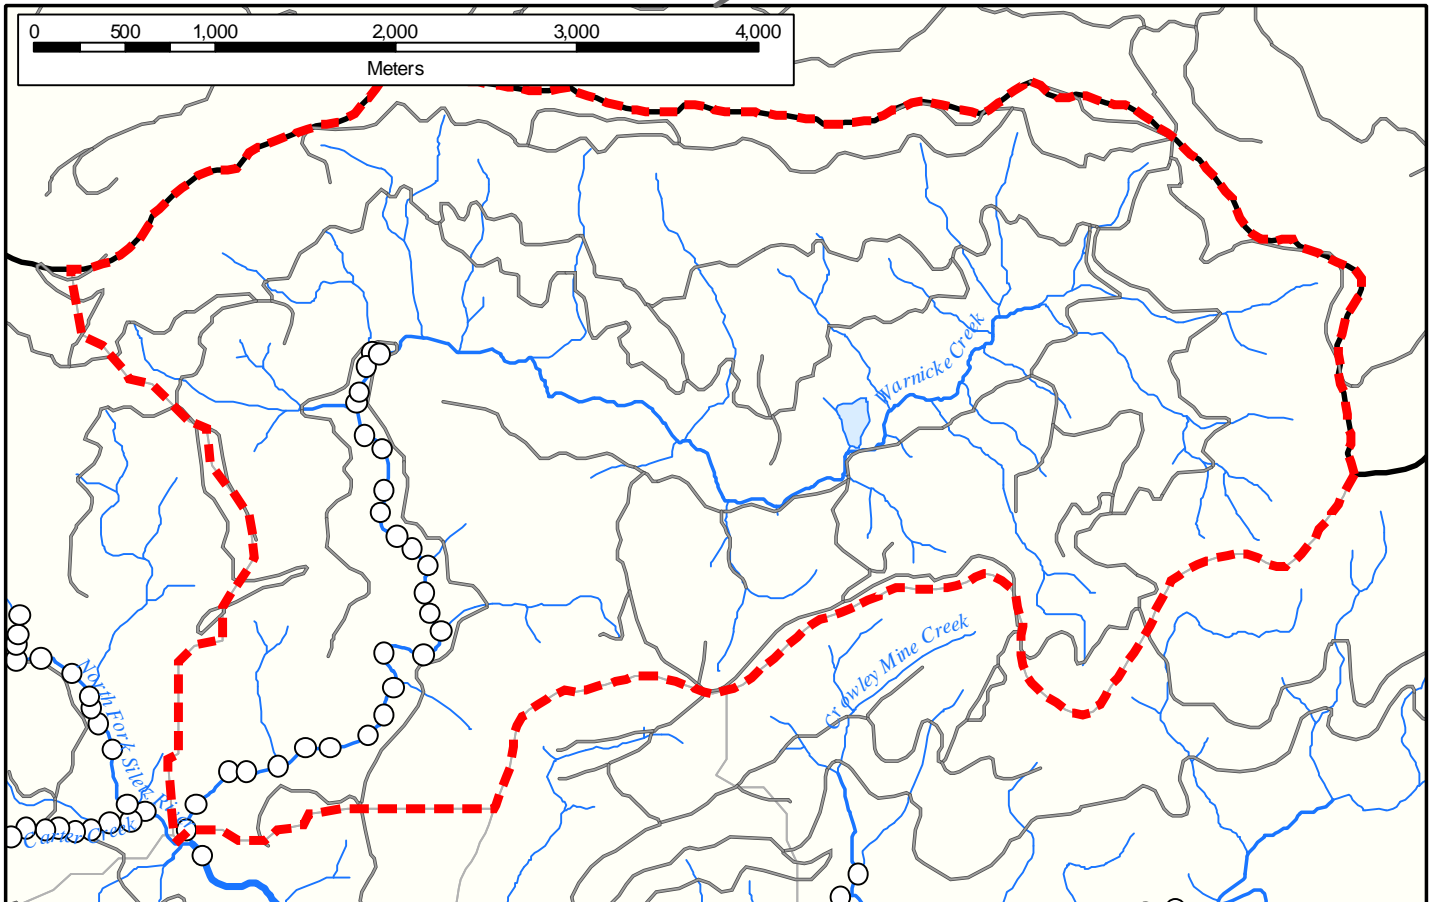 0 500 1,000 2,000 3,000 4,000
Meters
Warnicke Creek
Crowley Mine Creek
North Fork Siletz River
Carter Creek